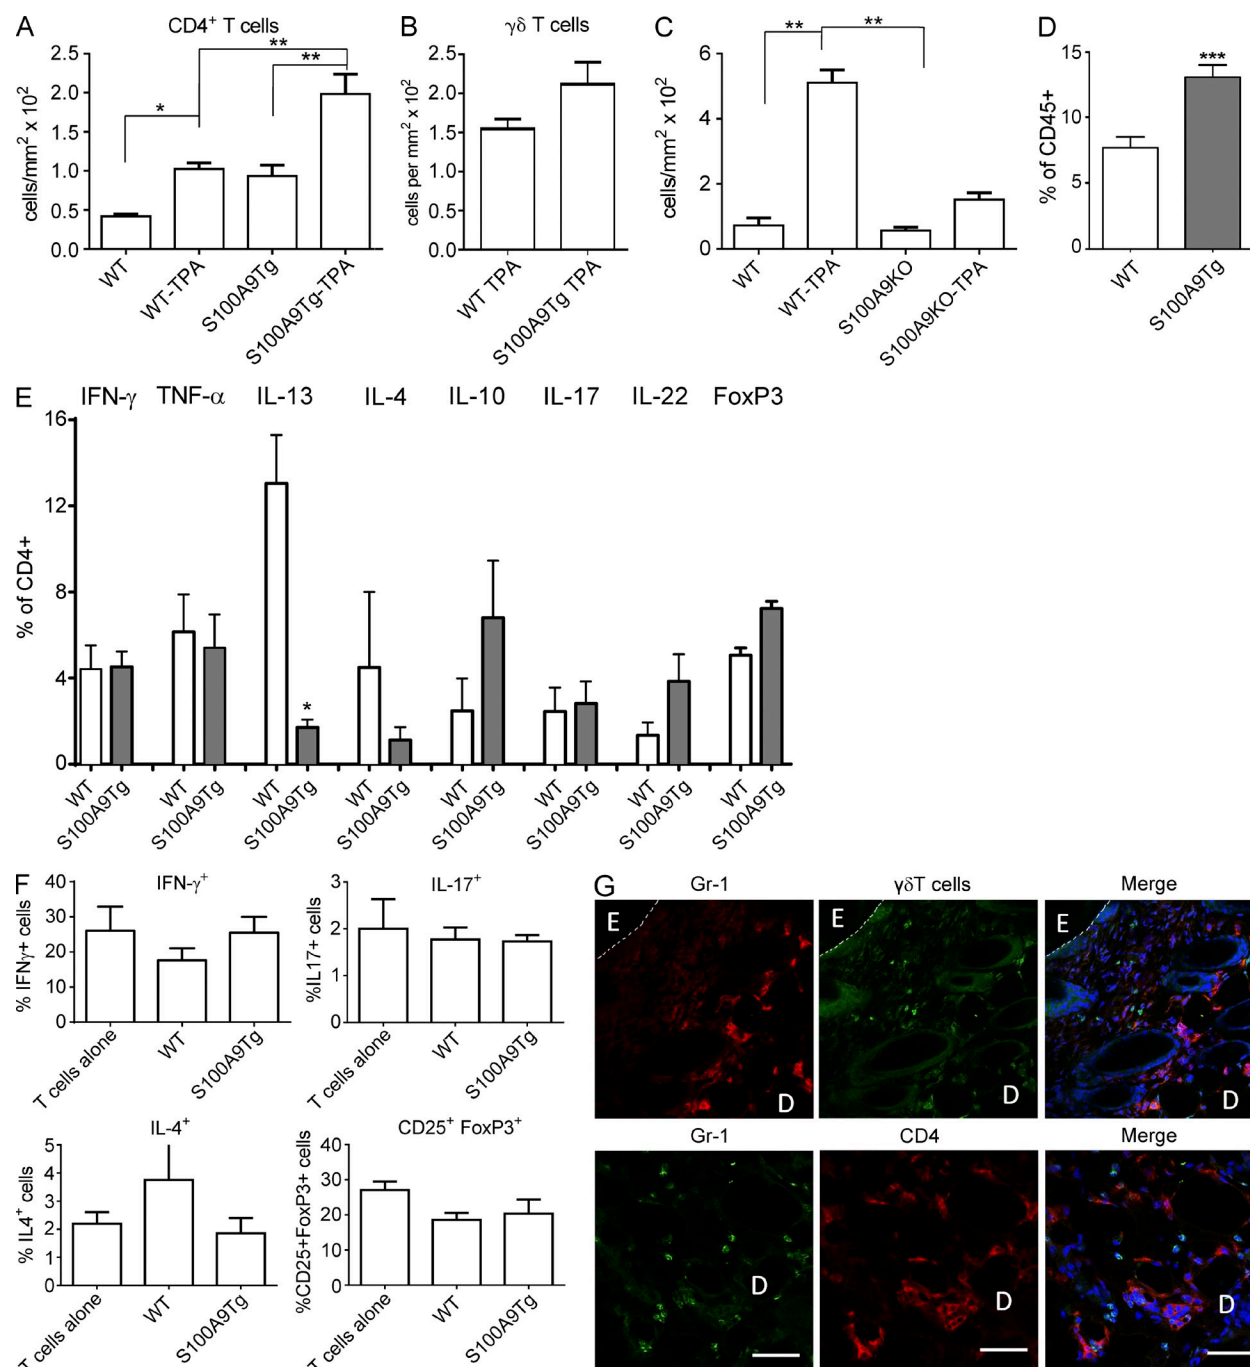 A
CD4+ T cells
**
**
*
cells/mm2 x 102
2.5
2.0
1.5
1.0
0.5
0.0
WT
WT-TPA
S100A9Tg
S100A9Tg-TPA
B
γδ T cells
cells per mm2 x 102
2.5
2.0
1.5
1.0
0.5
0.0
WT TPA
S100A9Tg TPA
C
**
**
cells/mm2 x 102
6
4
2
0
WT
WT-TPA
S100A9KO
S100A9KO-TPA
D
***
% of CD45+
15
10
5
0
WT
S100A9Tg
E
IFN-γ TNF-α IL-13 IL-4 IL-10 IL-17 IL-22 FoxP3
% of CD4+
16
12
8
4
0
*
WT S100A9Tg WT S100A9Tg WT S100A9Tg WT S100A9Tg WT S100A9Tg WT S100A9Tg WT S100A9Tg WT S100A9Tg
F
IFN-γ+
% IFNγ+ cells
40
30
20
10
0
T cells alone
WT
S100A9Tg
IL-17+
%IL17+ cells
3
2
1
0
T cells alone
WT
S100A9Tg
IL-4+
% IL4+ cells
5
4
3
2
1
0
T cells alone
WT
S100A9Tg
CD25+ FoxP3+
%CD25+FoxP3+ cells
40
30
20
10
0
T cells alone
WT
S100A9Tg
G
Gr-1 γδT cells Merge
E E E
D D D
Gr-1 CD4 Merge
D D D